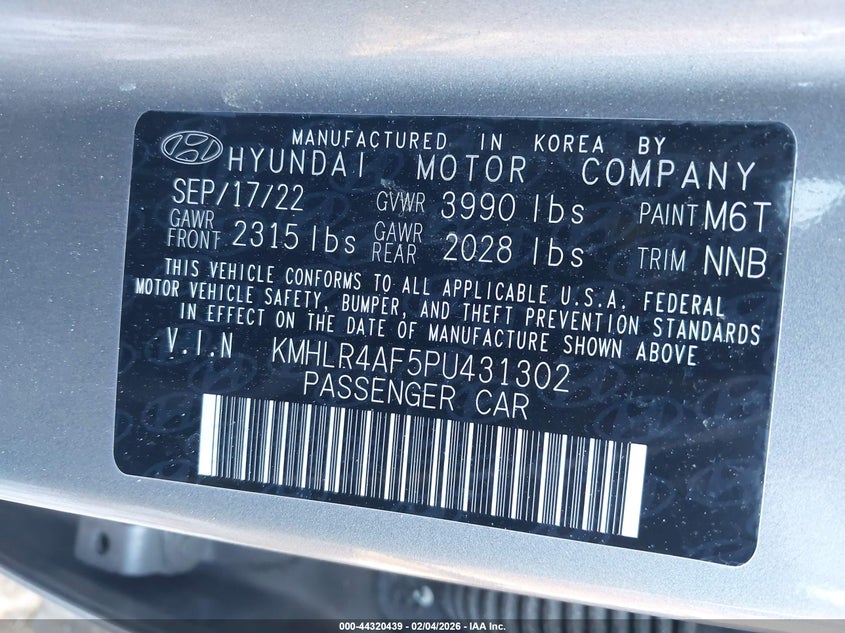 MANUFACTURED IN KOREA BY
HYUNDAI MOTOR COMPANY
SEP/17/22 GVWR 3990 lbs PAINT M6T
GAWR FRONT 2315 lbs GAWR REAR 2028 lbs TRIM NNB
THIS VEHICLE CONFORMS TO ALL APPLICABLE U.S.A. FEDERAL
MOTOR VEHICLE SAFETY, BUMPER, AND THEFT PREVENTION STANDARDS
IN EFFECT ON THE DATE OF MANUFACTURE SHOWN ABOVE
V.I.N KMHLR4AF5PU431302
PASSENGER CAR
000-44320439 - 02/04/2026 - IAA Inc.